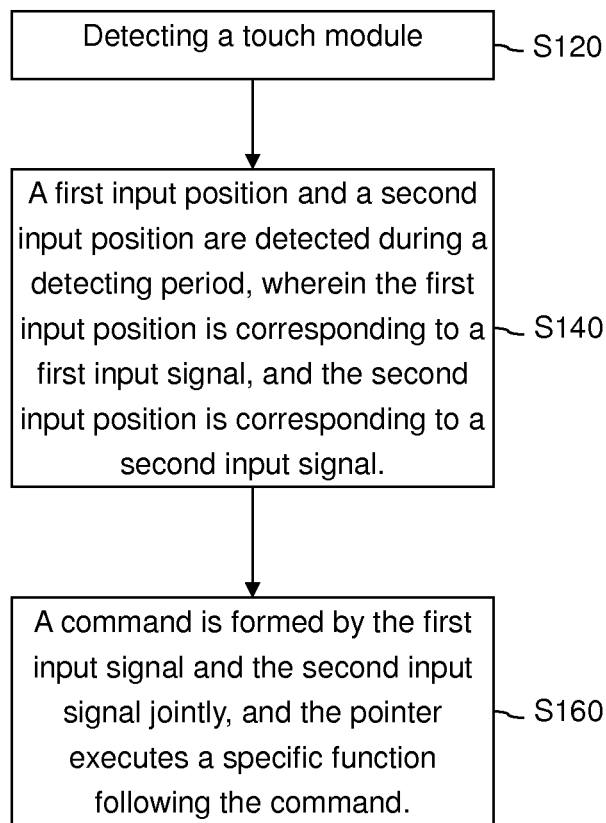 Detecting a touch module
S120
A first input position and a second
input position are detected during a
detecting period, wherein the first
input position is corresponding to a
first input signal, and the second
input position is corresponding to a
second input signal.
S140
A command is formed by the first
input signal and the second input
signal jointly, and the pointer
executes a specific function
following the command.
S160